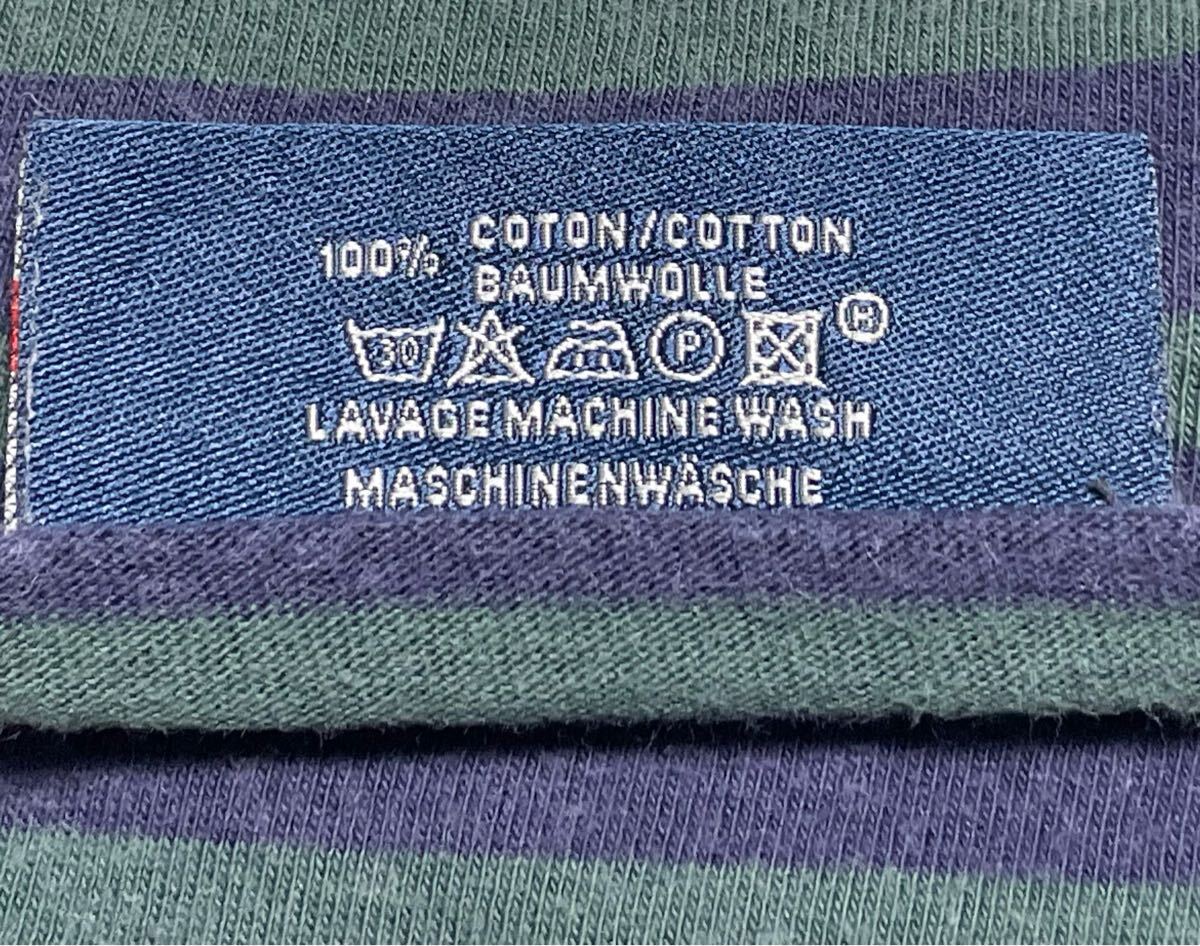 100% COTON/COTTON
BAUMWOLLE
30 P H
LAVAGE MACHINE WASH
MASCHINENWÄSCHE